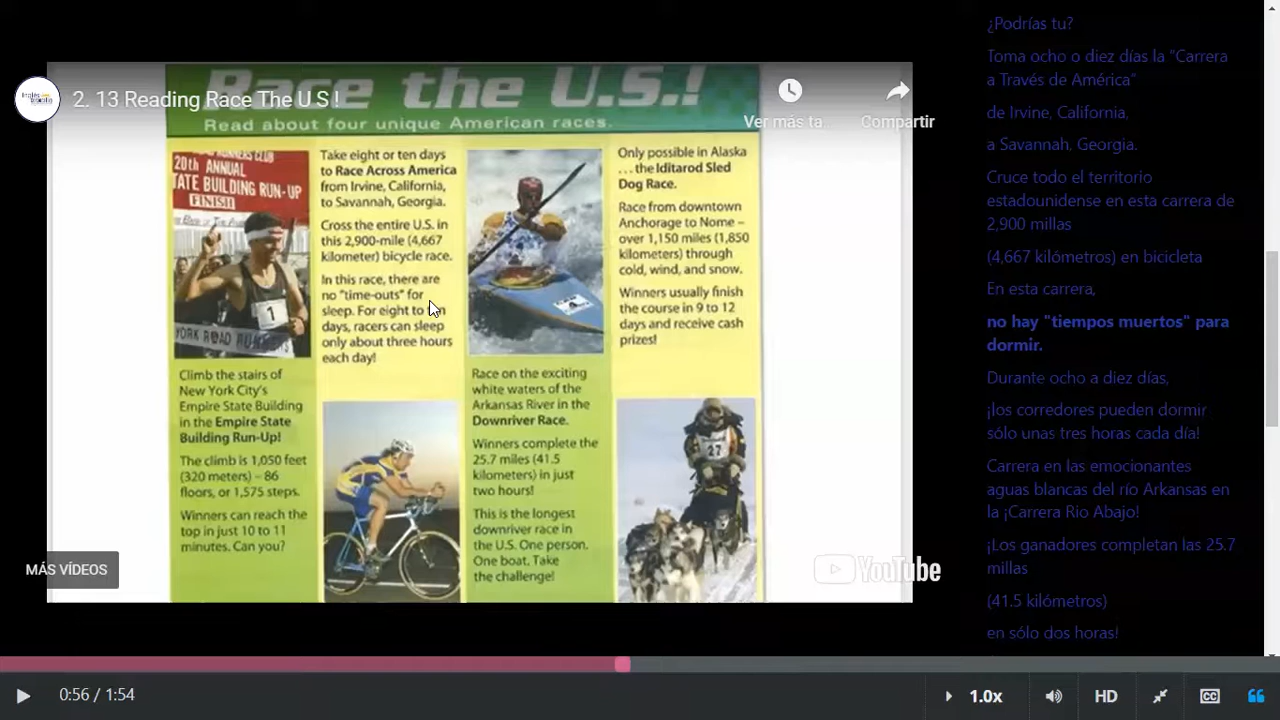 2. 13 Reading Race The U S !
Ver más ta...
Compartir
Race the U.S.!
Read about four unique American races.
20th ANNUAL
STATE BUILDING RUN-UP
FINISH
1
YORK ROAD RUNNERS
Climb the stairs of
New York City's
Empire State Building
in the Empire State
Building Run-Up!
The climb is 1,050 feet
(320 meters) – 86
floors, or 1,575 steps.
Winners can reach the
top in just 10 to 11
minutes. Can you?
Take eight or ten days
to Race Across America
from Irvine, California,
to Savannah, Georgia.
Cross the entire U.S. in
this 2,900-mile (4,667
kilometer) bicycle race.
In this race, there are
no "time-outs" for
sleep. For eight to ten
days, racers can sleep
only about three hours
each day!
Race on the exciting
white waters of the
Arkansas River in the
Downriver Race.
Winners complete the
25.7 miles (41.5
kilometers) in just
two hours!
This is the longest
downriver race in
the U.S. One person.
One boat. Take
the challenge!
Only possible in Alaska
. . . the Iditarod Sled
Dog Race.
Race from downtown
Anchorage to Nome –
over 1,150 miles (1,850
kilometers) through
cold, wind, and snow.
Winners usually finish
the course in 9 to 12
days and receive cash
prizes!
27
MÁS VÍDEOS
YouTube
¿Podrías tu?
Toma ocho o diez días la "Carrera
a Través de América"
de Irvine, California,
a Savannah, Georgia.
Cruce todo el territorio
estadounidense en esta carrera de
2,900 millas
(4,667 kilómetros) en bicicleta
En esta carrera,
no hay "tiempos muertos" para
dormir.
Durante ocho a diez días,
¡los corredores pueden dormir
sólo unas tres horas cada día!
Carrera en las emocionantes
aguas blancas del río Arkansas en
la ¡Carrera Rio Abajo!
¡Los ganadores completan las 25.7
millas
(41.5 kilómetros)
en sólo dos horas!
0:56 / 1:54
1.0x
HD
CC